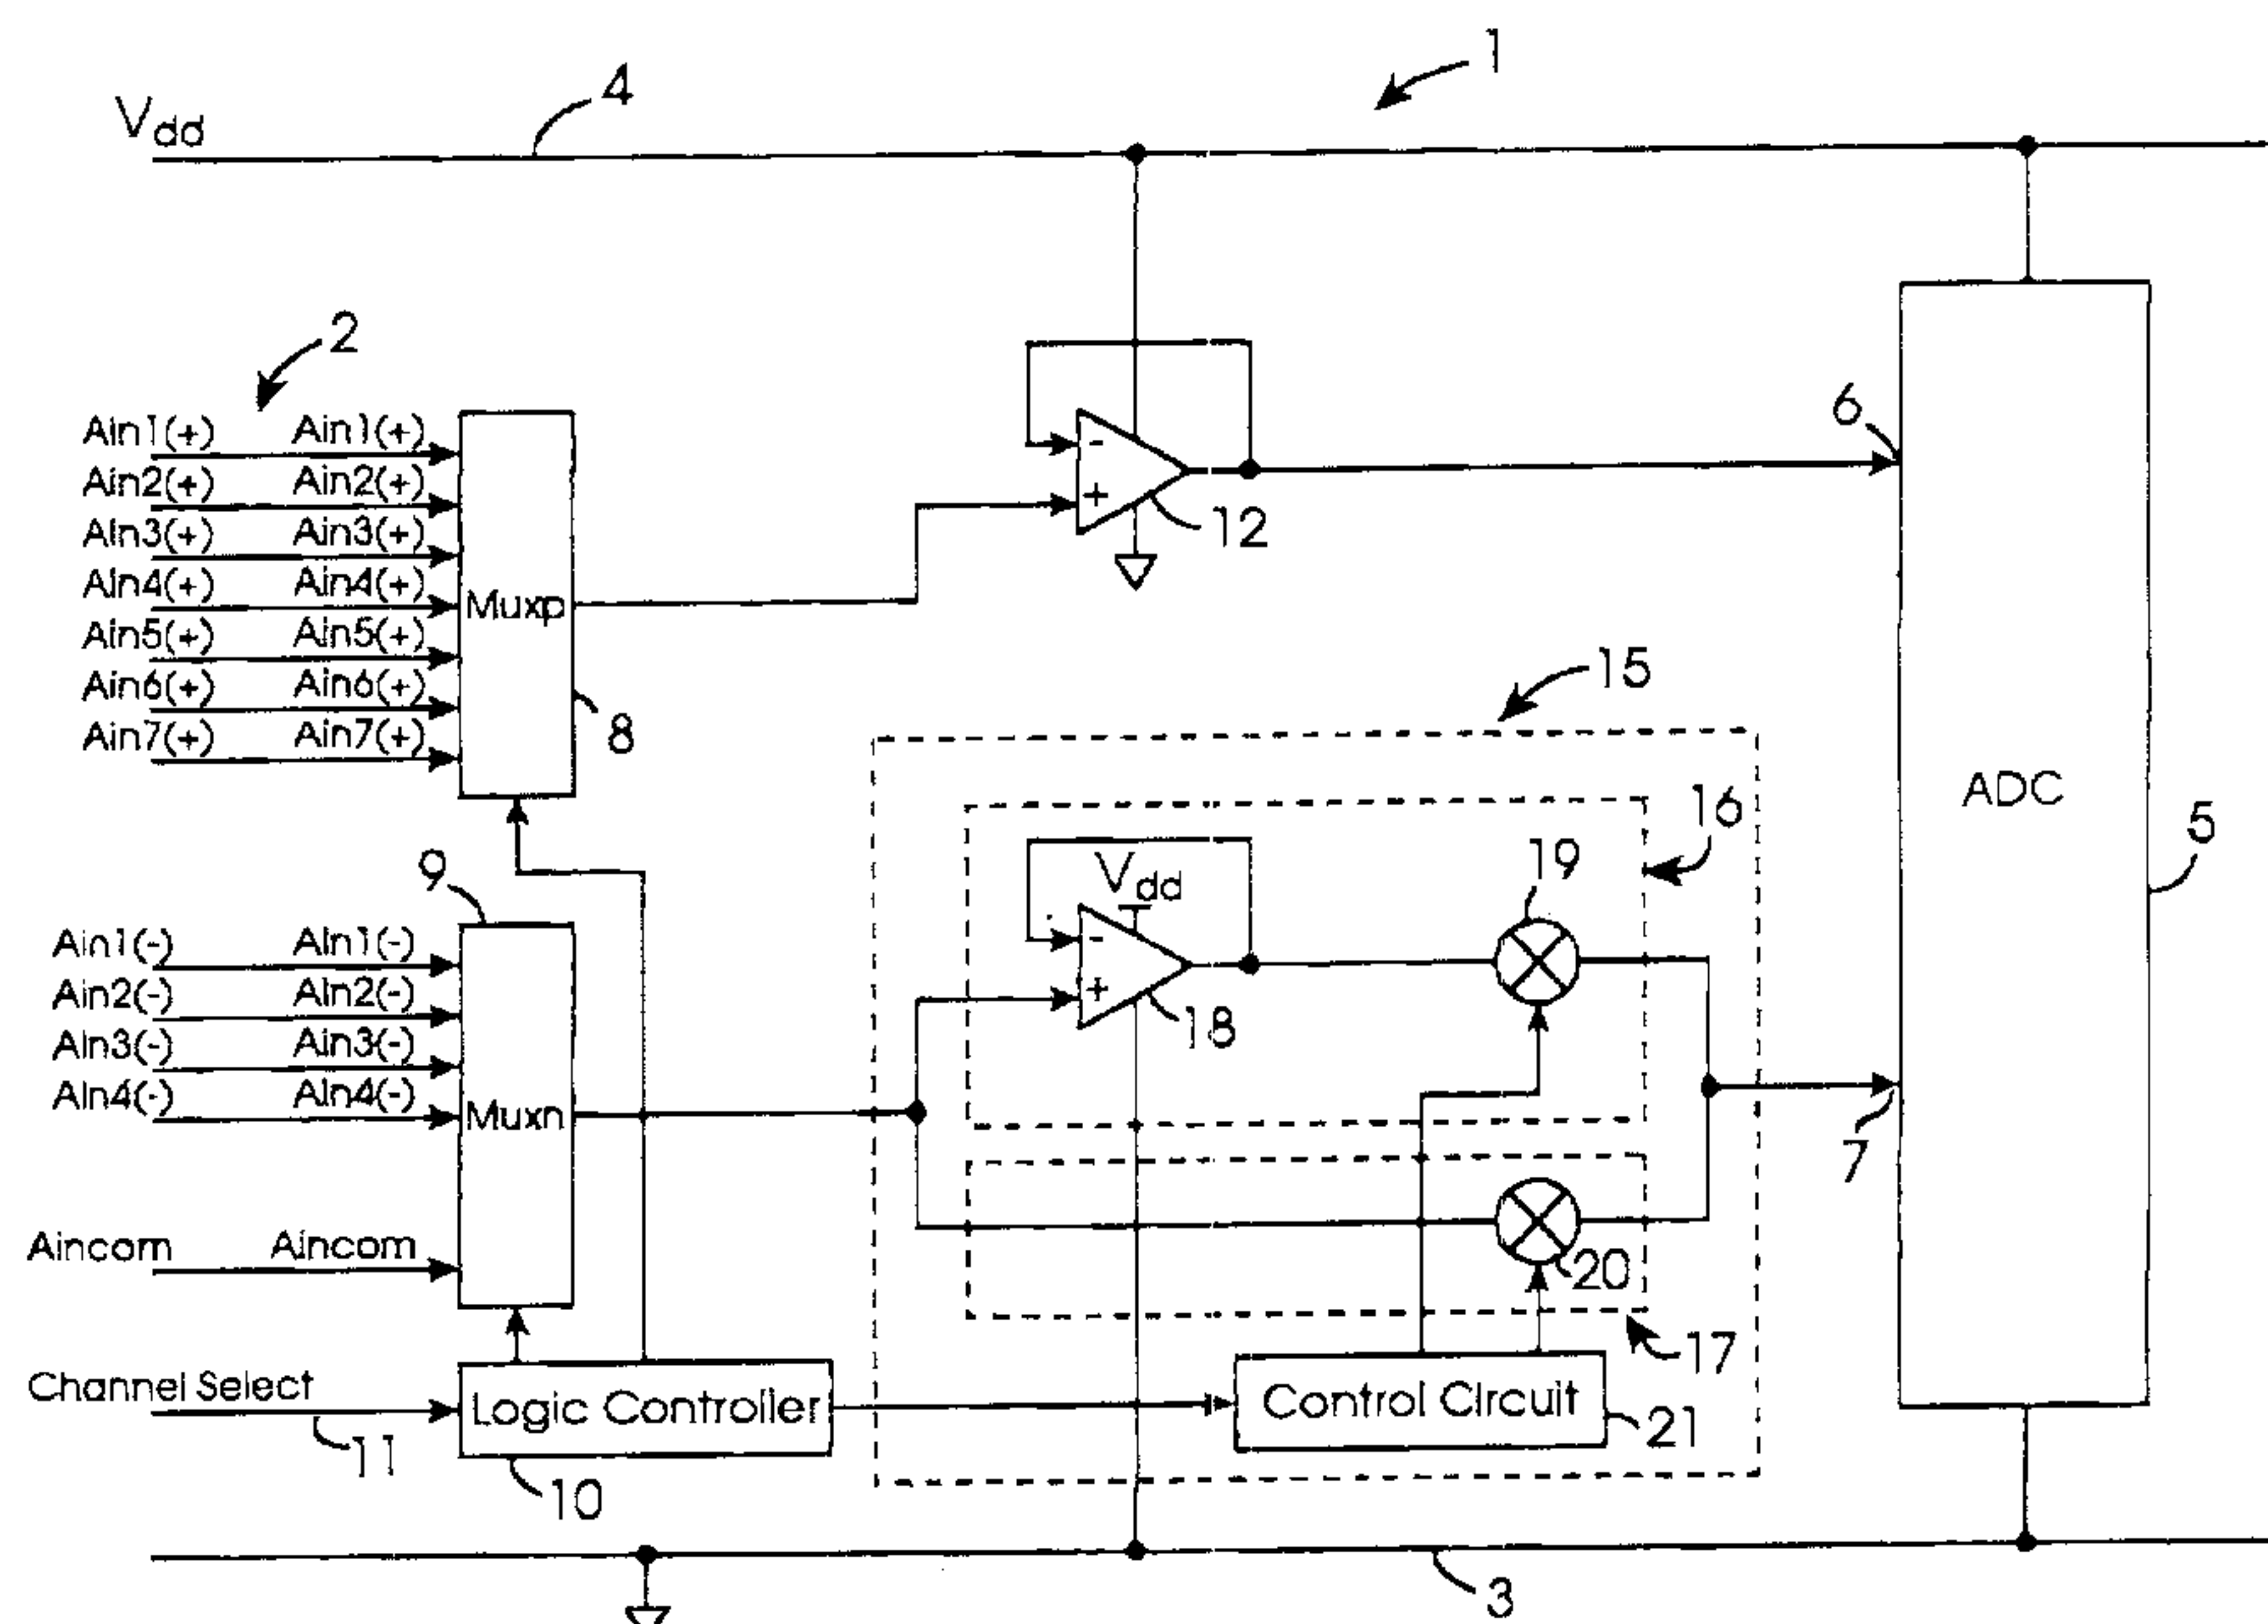 1
4
Vdd
2
Ain1(+) Ain1(+)
Ain2(+) Ain2(+)
AIn3(+) Ain3(+)
AIn4(+) Ain4(+)
Ain5(+) Ain5(+)
Ain6(+) Ain6(+)
Ain7(+) Ain7(+)
Muxp
8
-
+
12
6
ADC
5
15
16
9
Ain1(-) AIn1(-)
Ain2(-) AIn2(-)
AIn3(-) Ain3(-)
AIn4(-) AIn4(-)
Muxn
Aincom Aincom
Vdd
-
+
18
19
7
20
17
Channel Select
11
Logic Controller
10
Control Circuit
21
3